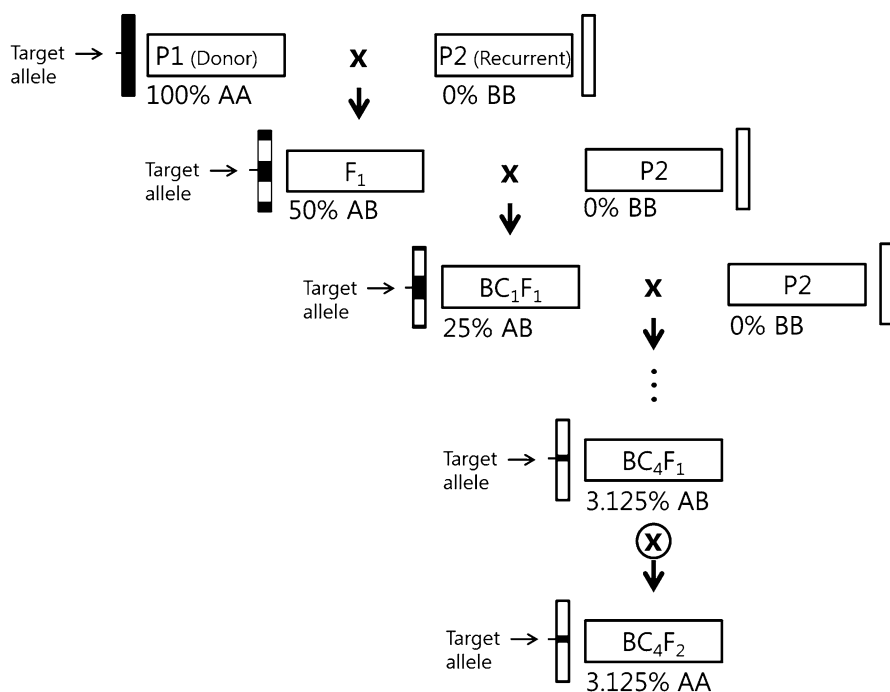 Target
allele
P1 (Donor)
x
P2 (Recurrent)
100% AA
0% BB
Target
allele
F₁
x
P2
50% AB
0% BB
Target
allele
BC₁F₁
x
P2
25% AB
0% BB
Target
allele
BC₄F₁
3.125% AB
x
Target
allele
BC₄F₂
3.125% AA